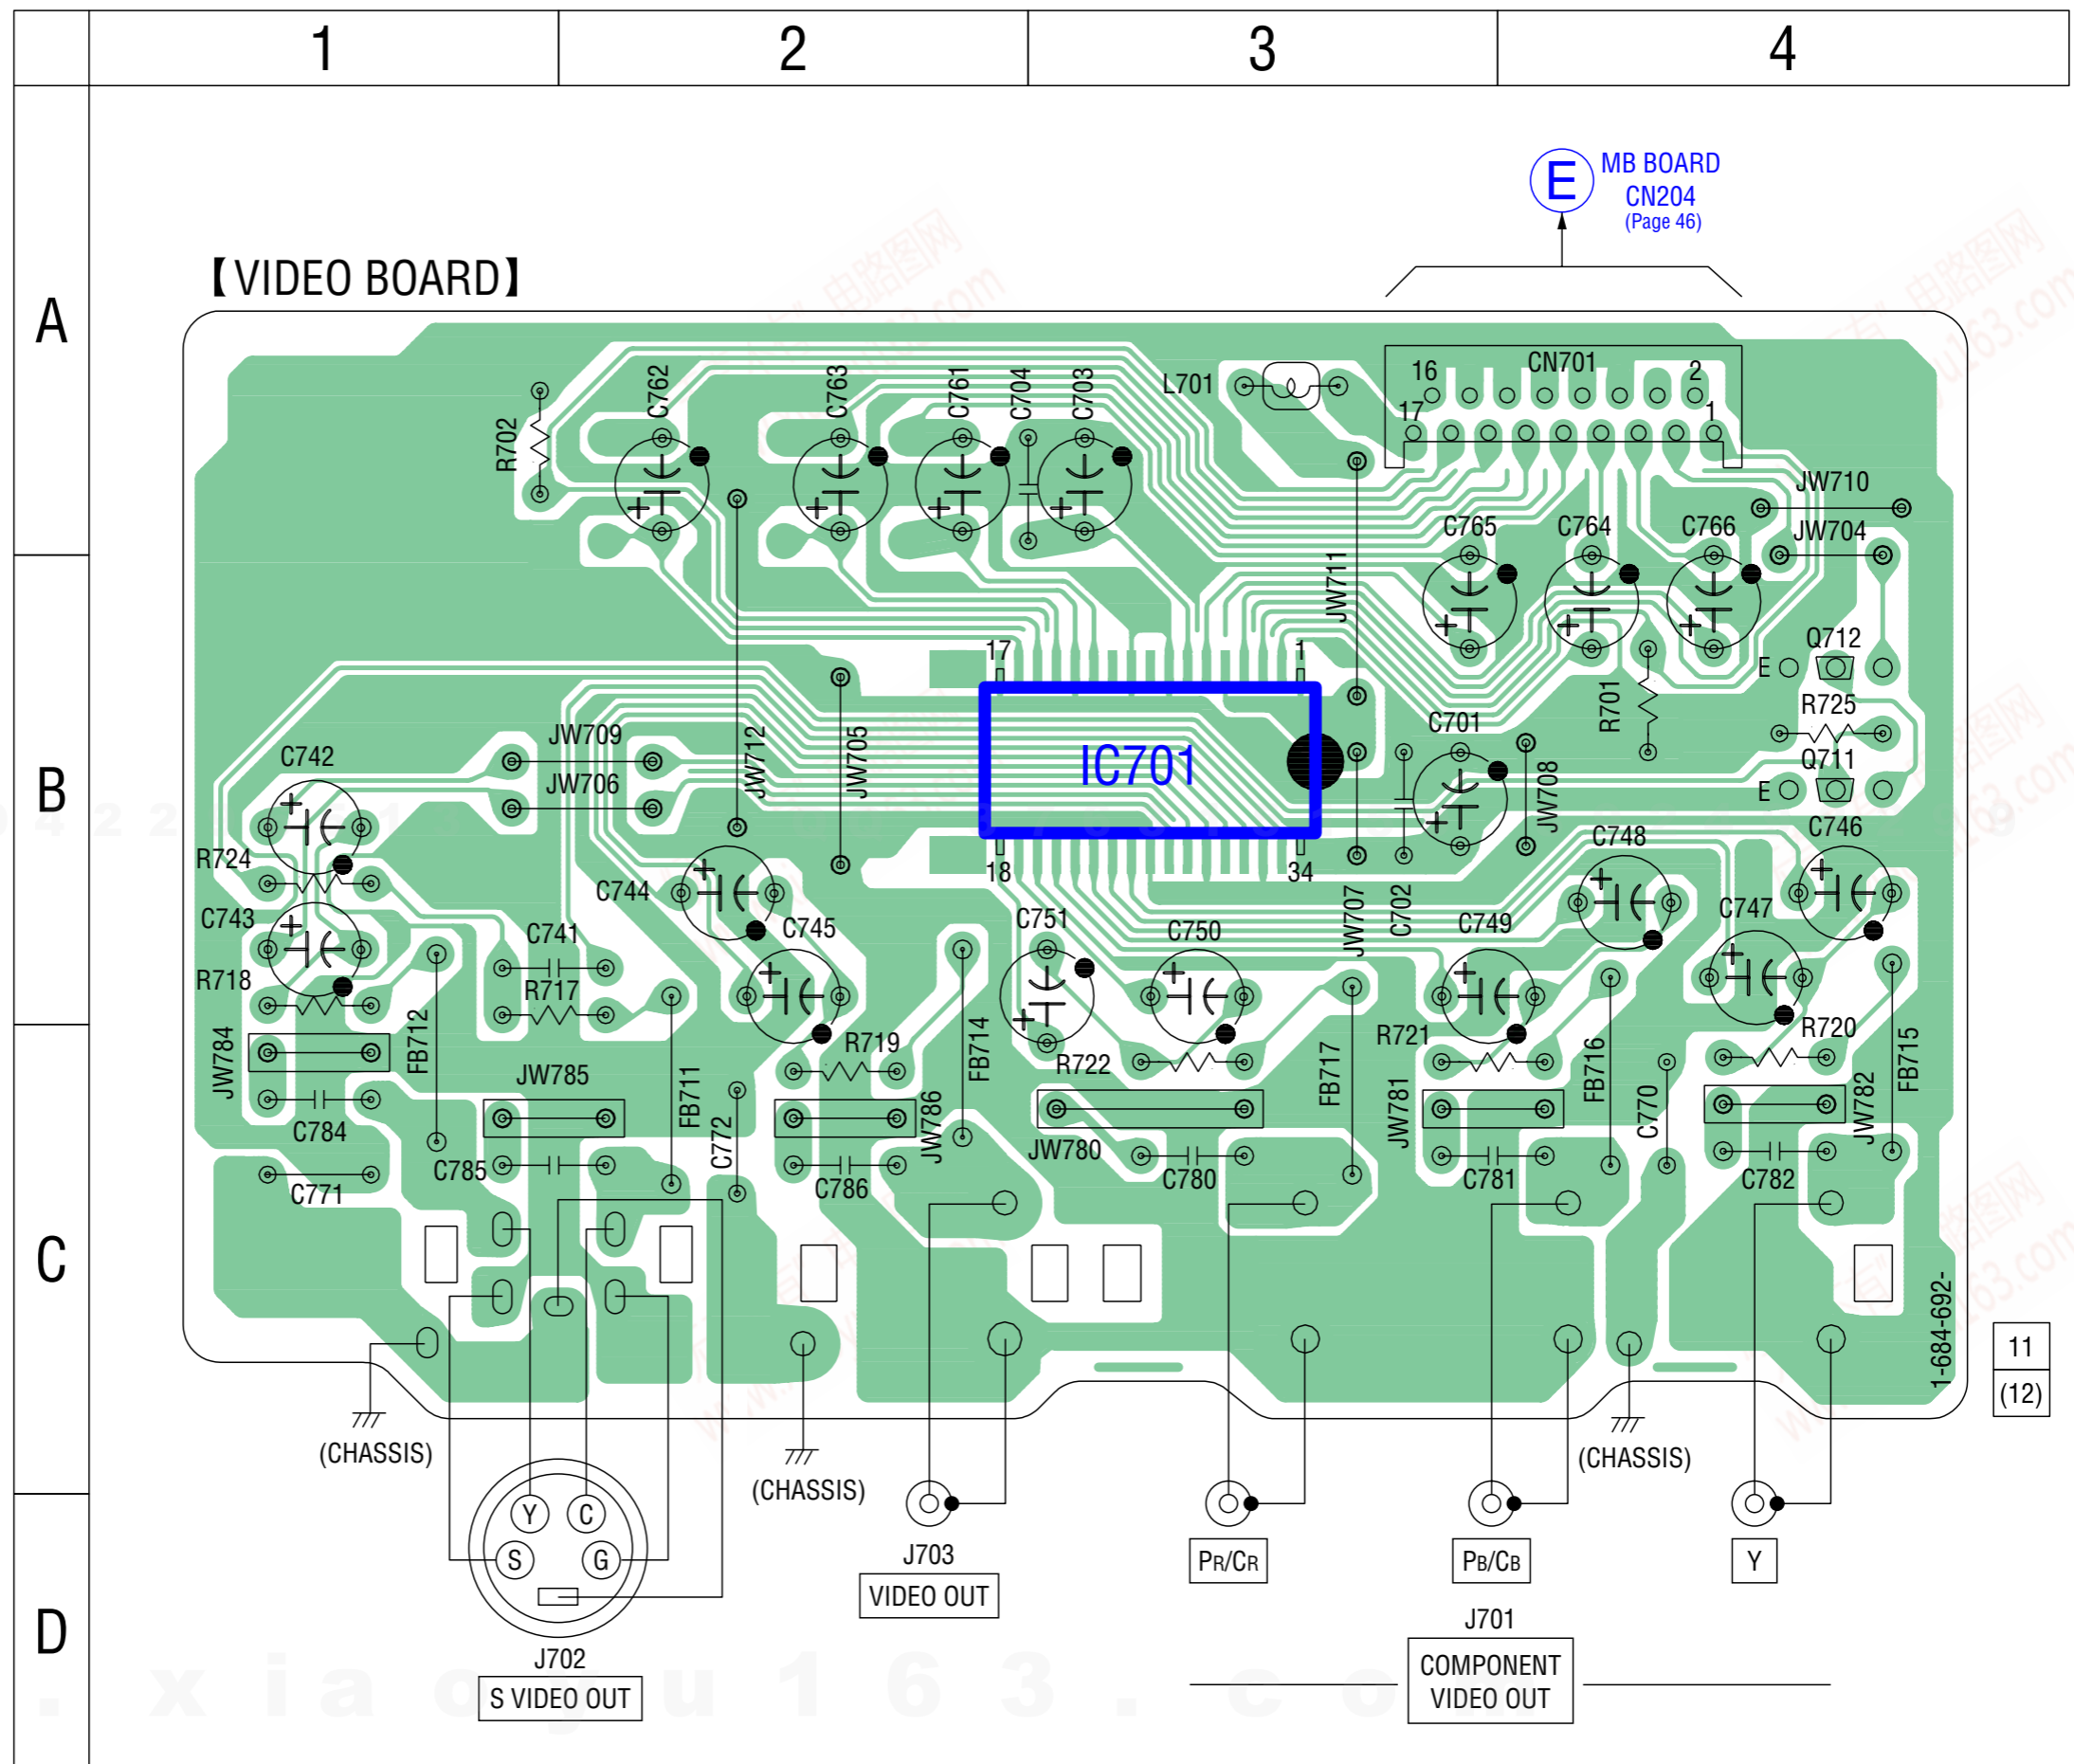 1 2 3 4
A
B
C
D
E
MB BOARD
CN204
(Page 46)
【VIDEO BOARD】
R702
C762
C763
C761
C704
C703
L701
16
CN701
2
17
1
JW710
JW704
C765
C764
C766
JW711
Q712
E
R701
R725
Q711
E
17
1
IC701
18
34
C701
JW708
C742
JW709
JW706
JW712
JW705
C748
C746
R724
C744
C743
C745
C741
C751
C750
JW707
C702
C749
C747
R718
R717
JW784
FB712
JW785
FB711
R719
FB714
R722
FB717
R721
FB716
R720
FB715
C784
C785
C771
C772
C786
JW786
JW780
C780
JW781
C781
C770
C782
JW782
1-684-692-
11
(12)
(CHASSIS)
(CHASSIS)
(CHASSIS)
Y
C
S
G
J702
S VIDEO OUT
J703
VIDEO OUT
PR/CR
PB/CB
Y
J701
COMPONENT
VIDEO OUT
. xiaoyu163.com